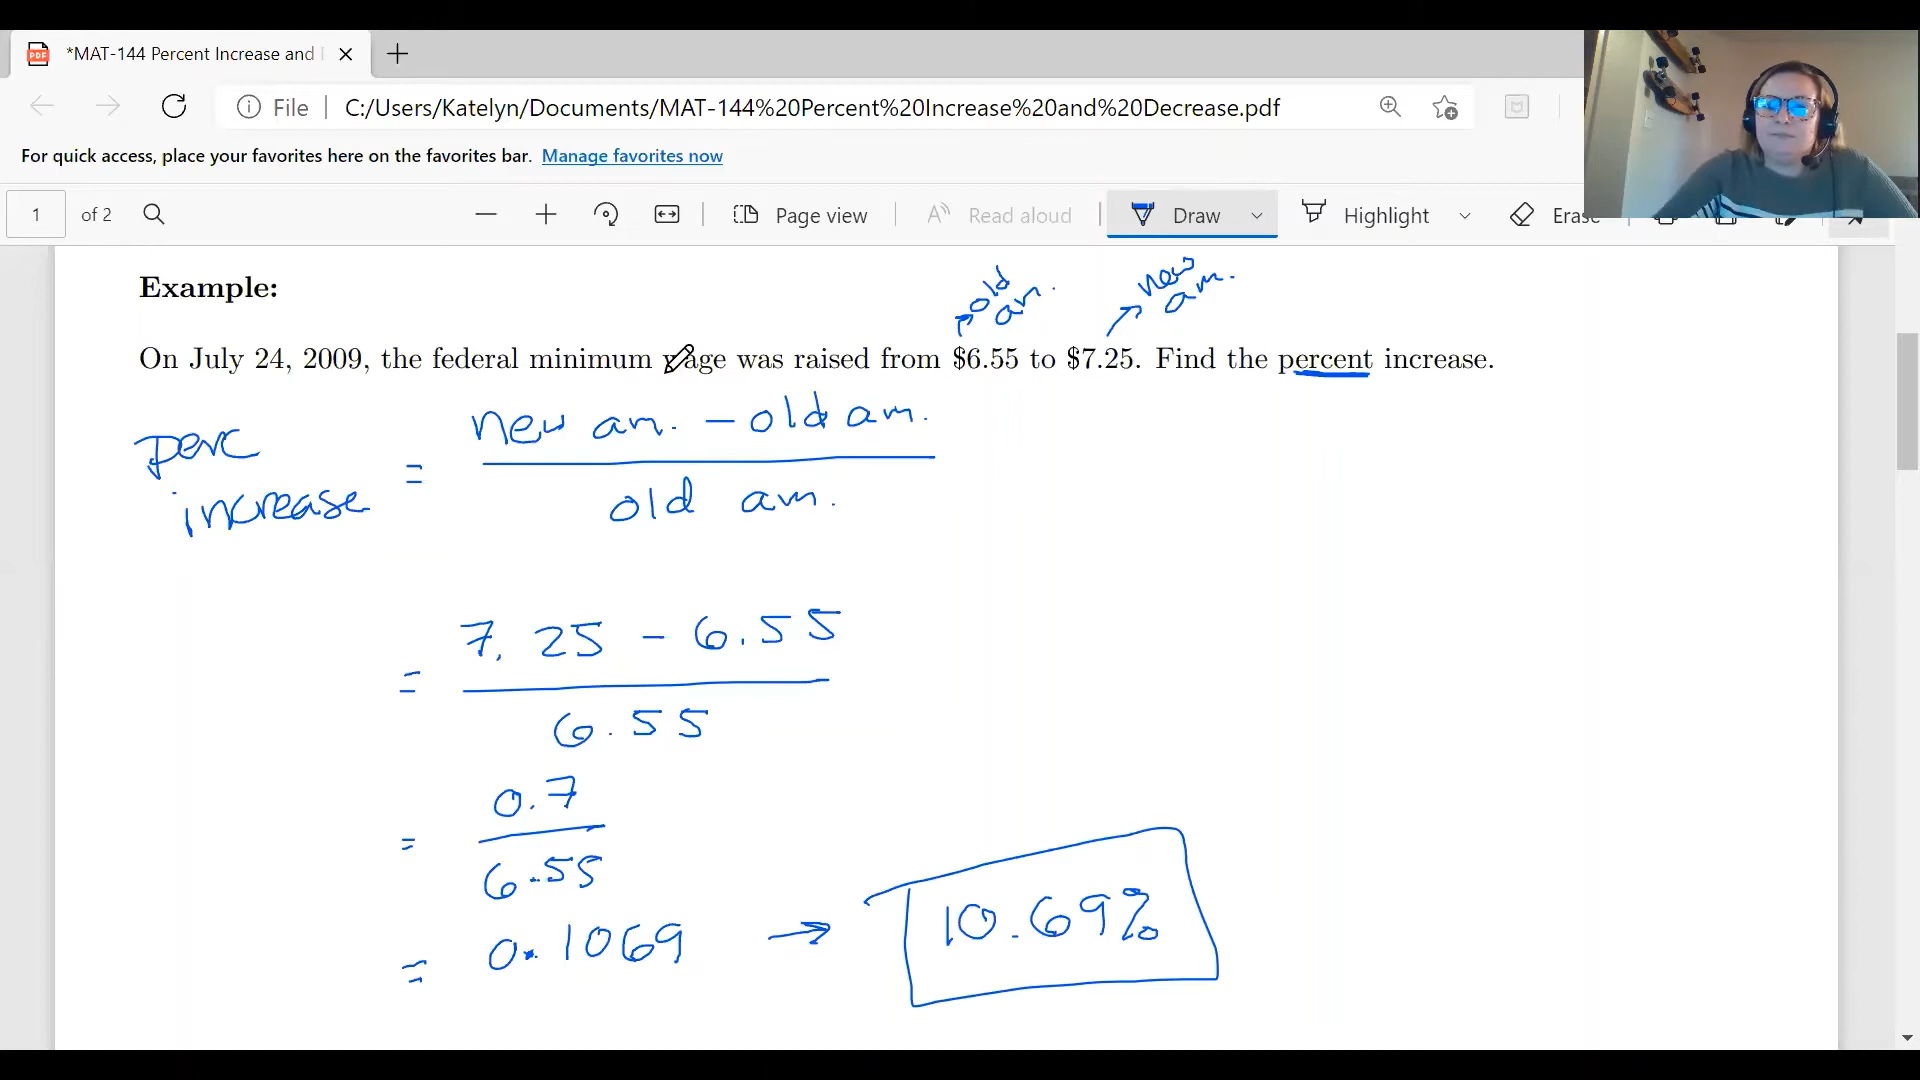 *MAT-144 Percent Increase and
File
C:/Users/Katelyn/Documents/MAT-144%20Percent%20Increase%20and%20Decrease.pdf
For quick access, place your favorites here on the favorites bar. Manage favorites now
1 of 2
Page view
Read aloud
Draw
Highlight
Erase
Example:
old am.
new am.
On July 24, 2009, the federal minimum wage was raised from $6.55 to $7.25. Find the percent increase.
perc increase = new am. - old am.
old am.
= 7.25 - 6.55
6.55
= 0.7
6.55
= 0.1069 → 10.69%